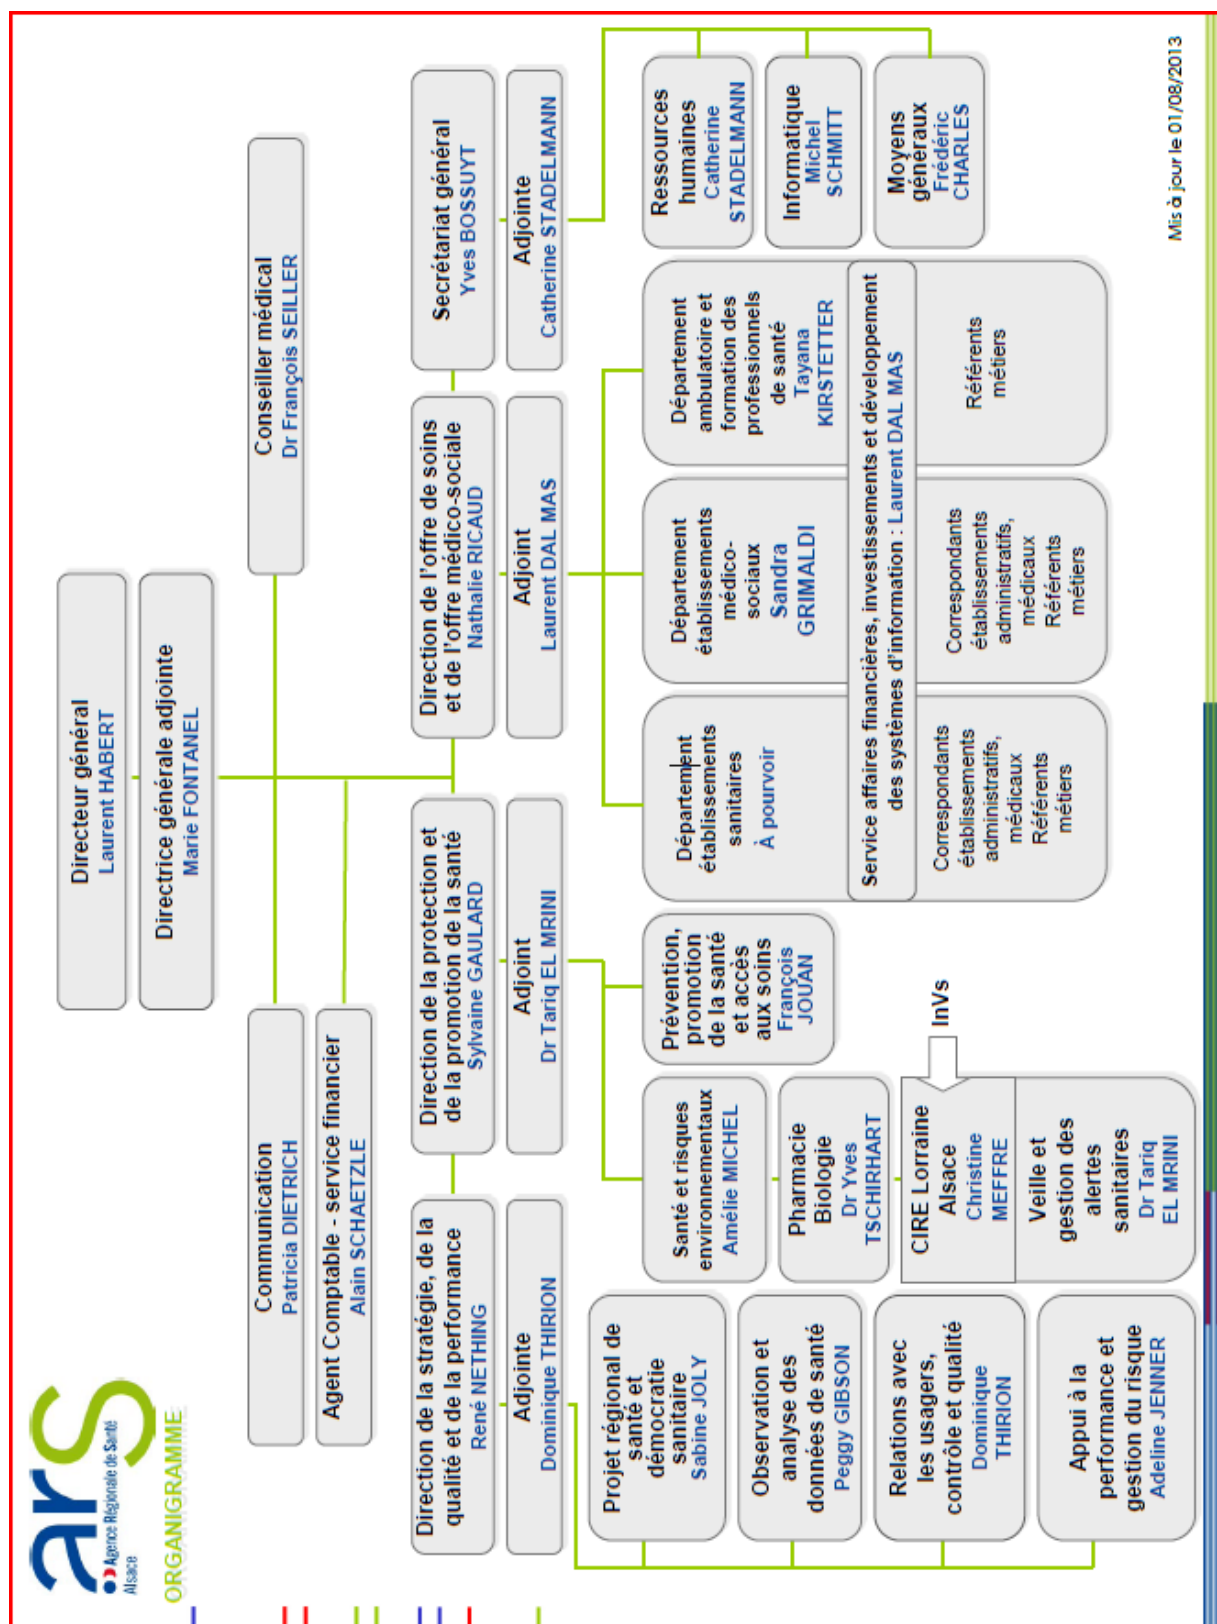 ars
Agence Régionale de Santé
Alsace
ORGANIGRAMME
Directeur général
Laurent HABERT
Directrice générale adjointe
Marie FONTANEL
Communication
Patricia DIETRICH
Conseiller médical
Dr François SEILLER
Agent Comptable - service financier
Alain SCHAETZLE
Direction de la stratégie, de la
qualité et de la performance
René NETHING
Adjointe
Dominique THIRION
Projet régional de
santé et
démocratie
sanitaire
Sabine JOLY
Observation et
analyse des
données de santé
Peggy GIBSON
Relations avec
les usagers,
contrôle et qualité
Dominique
THIRION
Appui à la
performance et
gestion du risque
Adeline JENNER
Direction de la protection et
de la promotion de la santé
Sylvaine GAULARD
Adjoint
Dr Tariq EL MRINI
Santé et risques
environnementaux
Amélie MICHEL
Pharmacie
Biologie
Dr Yves
TSCHIRHART
CIRE Lorraine
Alsace
Christine
MEFFRE
InVs
Veille et
gestion des
alertes
sanitaires
Dr Tariq
EL MRINI
Prévention,
promotion
de la santé
et accès
aux soins
François
JOUAN
Direction de l'offre de soins
et de l'offre médico-sociale
Nathalie RICAUD
Adjoint
Laurent DAL MAS
Département
établissements
sanitaires
À pourvoir
Département
établissements
médico-
sociaux
Sandra
GRIMALDI
Département
ambulatoire et
formation des
professionnels
de santé
Tayana
KIRSTETTER
Service affaires financières, investissements et développement
des systèmes d'information : Laurent DAL MAS
Correspondants
établissements
administratifs,
médicaux
Référents
métiers
Correspondants
établissements
administratifs,
médicaux
Référents
métiers
Référents
métiers
Secrétariat général
Yves BOSSUYT
Adjointe
Catherine STADELMANN
Ressources
humaines
Catherine
STADELMANN
Informatique
Michel
SCHMITT
Moyens
généraux
Frédéric
CHARLES
Mis à jour le 01/08/2013